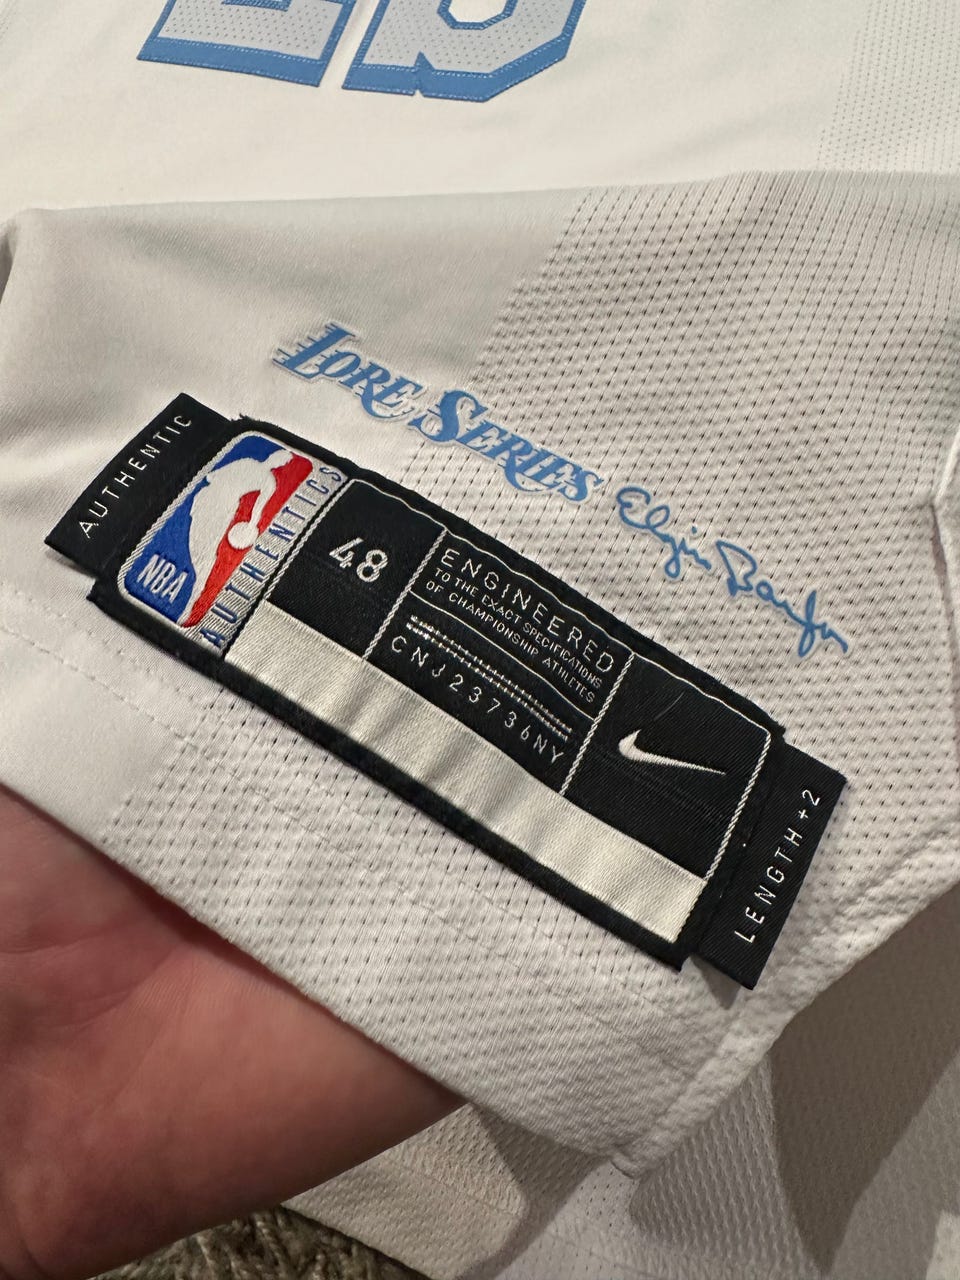 LORE SERIES
Elgin Baylor
AUTHENTIC
NBA
AUTHENTICS
48
ENGINEERED
TO THE EXACT SPECIFICATIONS
OF CHAMPIONSHIP ATHLETES
CNJ23736NY
LENGTH +2